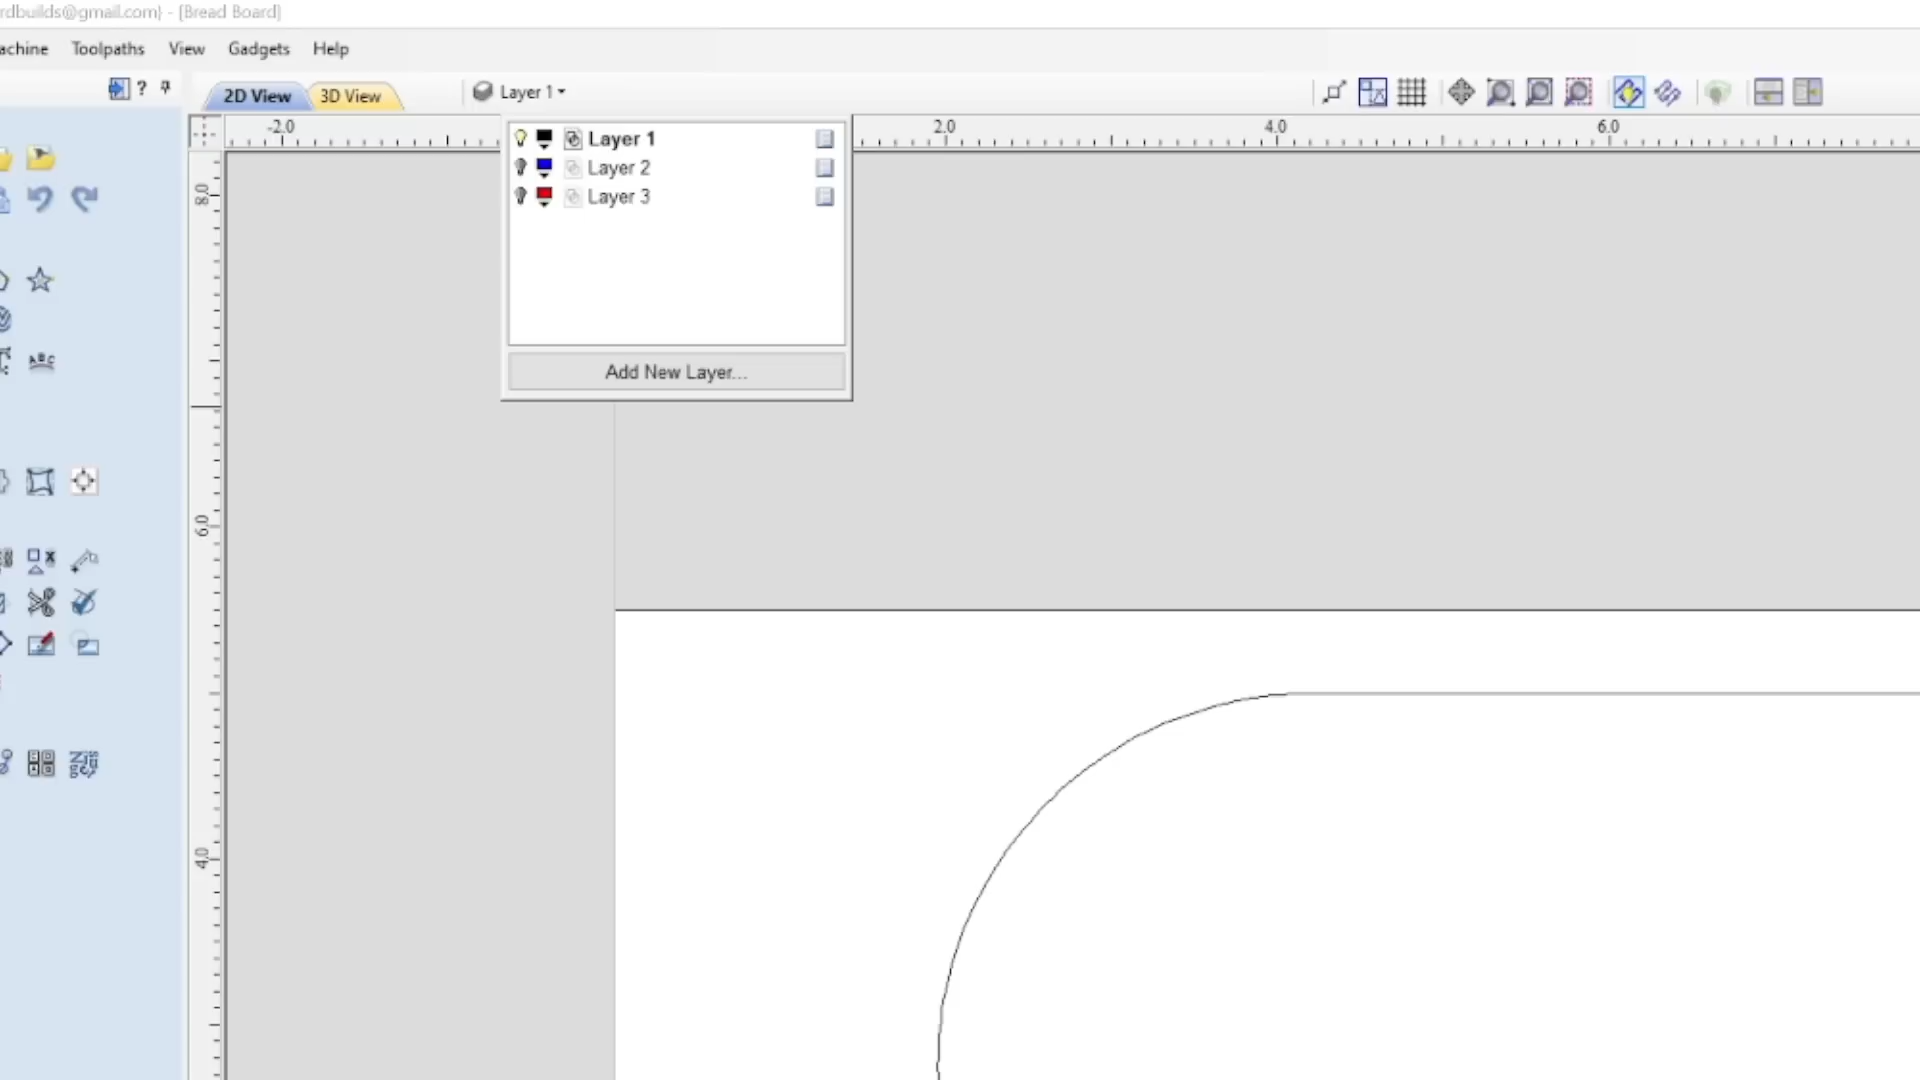 rdbuilds@gmail.com} - {Bread Board}
achine Toolpaths View Gadgets Help
2D View 3D View Layer 1
-2.0 2.0 4.0 6.0
Layer 1
Layer 2
Layer 3
Add New Layer...
8.0
6.0
4.0
ABC